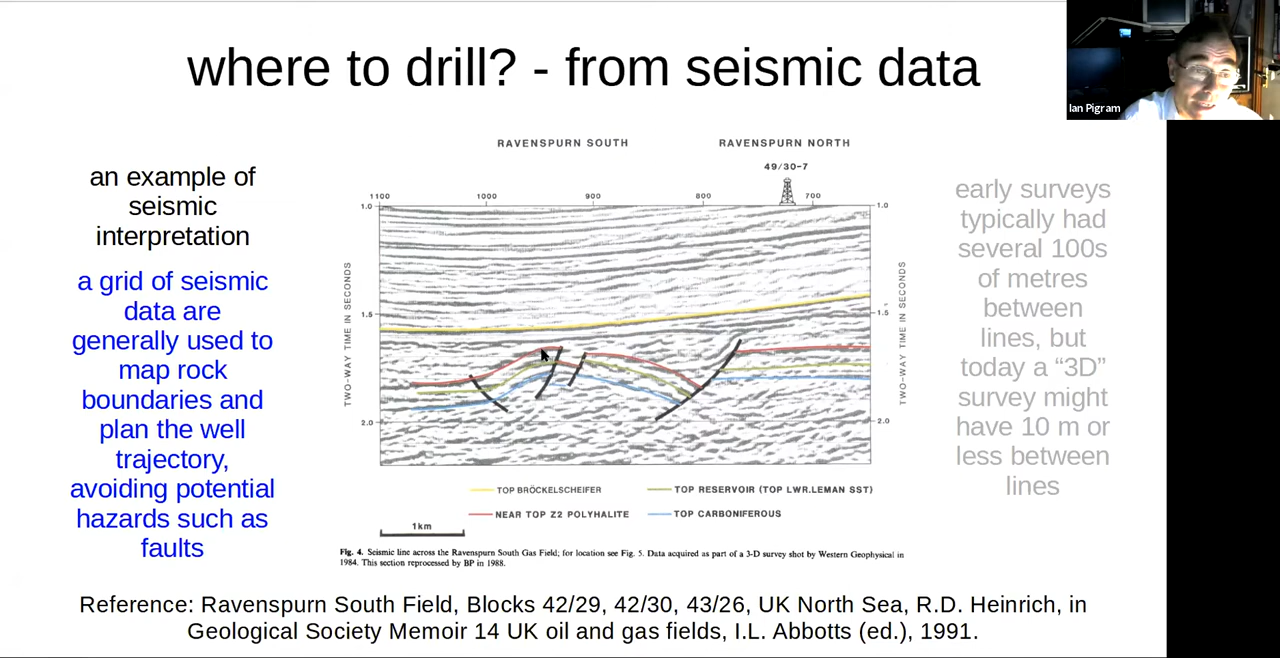 where to drill? - from seismic data
Ian Pigram
an example of
seismic
interpretation
a grid of seismic
data are
generally used to
map rock
boundaries and
plan the well
trajectory,
avoiding potential
hazards such as
faults
RAVENSPURN SOUTH
RAVENSPURN NORTH
49/30-7
1100
1000
900
800
700
1.0
1.0
TWO-WAY TIME IN SECONDS
1.5
1.5
TWO-WAY TIME IN SECONDS
2.0
2.0
TOP BRÖCKELSCHEIFER
TOP RESERVOIR (TOP LWR.LEMAN SST)
NEAR TOP Z2 POLYHALITE
TOP CARBONIFEROUS
1km
Fig. 4. Seismic line across the Ravenspurn South Gas Field; for location see Fig. 5. Data acquired as part of a 3-D survey shot by Western Geophysical in
1984. This section reprocessed by BP in 1988.
early surveys
typically had
several 100s
of metres
between
lines, but
today a “3D”
survey might
have 10 m or
less between
lines
Reference: Ravenspurn South Field, Blocks 42/29, 42/30, 43/26, UK North Sea, R.D. Heinrich, in
Geological Society Memoir 14 UK oil and gas fields, I.L. Abbotts (ed.), 1991.